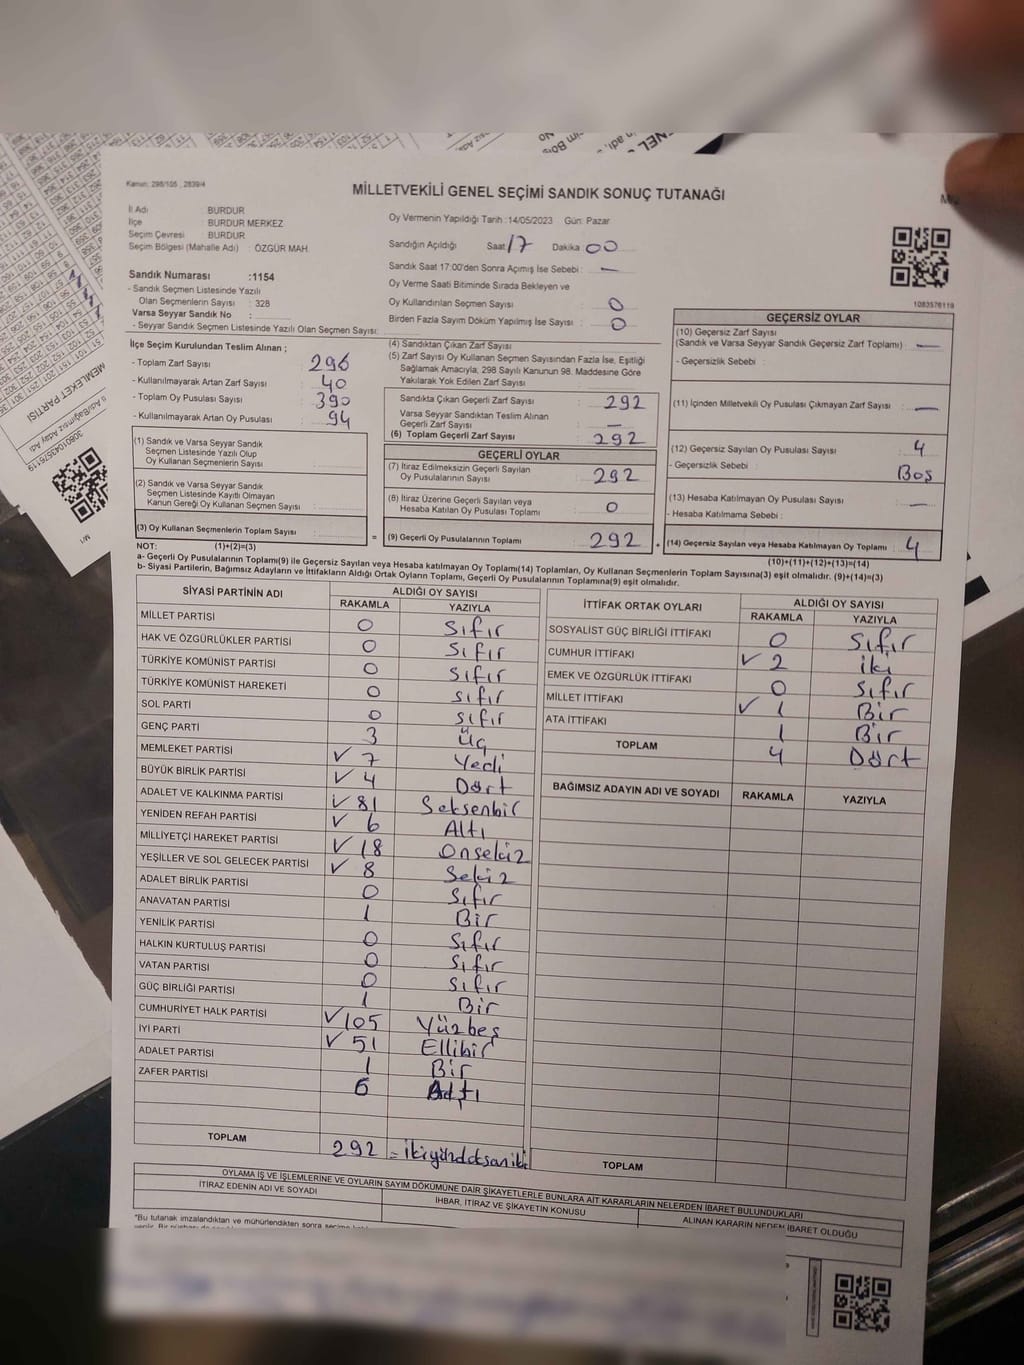 Kanun: 298/105 , 2839/4
MİLLETVEKİLİ GENEL SEÇİMİ SANDIK SONUÇ TUTANAĞI
İl Adı : BURDUR
İlçe : BURDUR MERKEZ
Seçim Çevresi : BURDUR
Seçim Bölgesi (Mahalle Adı) : ÖZGÜR MAH.
Sandık Numarası :1154
- Sandık Seçmen Listesinde Yazılı
Olan Seçmenlerin Sayısı : 328
Varsa Seyyar Sandık No :
- Seyyar Sandık Seçmen Listesinde Yazılı Olan Seçmen Sayısı:
Oy Vermenin Yapıldığı Tarih :14/05/2023 Gün: Pazar
Sandığın Açıldığı Saat 17 Dakika 00
Sandık Saat 17:00'den Sonra Açımış İse Sebebi : —
Oy Verme Saati Bitiminde Sırada Bekleyen ve
Oy Kullandırılan Seçmen Sayısı : 0
Birden Fazla Sayım Döküm Yapılmış İse Sayısı : 0
1083576119
İlçe Seçim Kurulundan Teslim Alınan ;
- Toplam Zarf Sayısı : 296
- Kullanılmayarak Artan Zarf Sayısı : 40
- Toplam Oy Pusulası Sayısı : 390
- Kullanılmayarak Artan Oy Pusulası : 94
(1) Sandık ve Varsa Seyyar Sandık
Seçmen Listesinde Yazılı Olup
Oy Kullanan Seçmenlerin Sayısı :
(2) Sandık ve Varsa Seyyar Sandık
Seçmen Listesinde Kayıtlı Olmayan
Kanun Gereği Oy Kullanan Seçmen Sayısı :
(3) Oy Kullanan Seçmenlerin Toplam Sayısı : =
(4) Sandıktan Çıkan Zarf Sayısı :
(5) Zarf Sayısı Oy Kullanan Seçmen Sayısından Fazla İse, Eşitliği
Sağlamak Amacıyla; 298 Sayılı Kanunun 98. Maddesine Göre
Yakılarak Yok Edilen Zarf Sayısı :
Sandıkta Çıkan Geçerli Zarf Sayısı : 292
Varsa Seyyar Sandıktan Teslim Alınan
Geçerli Zarf Sayısı : —
(6) Toplam Geçerli Zarf Sayısı : 292
GEÇERLİ OYLAR
(7) İtiraz Edilmeksizin Geçerli Sayılan
Oy Pusulalarının Sayısı : 292
(8) İtiraz Üzerine Geçerli Sayılan veya
Hesaba Katılan Oy Pusulası Toplamı : 0
(9) Geçerli Oy Pusulalarının Toplamı : 292 +
GEÇERSİZ OYLAR
(10) Geçersiz Zarf Sayısı
(Sandık ve Varsa Seyyar Sandık Geçersiz Zarf Toplamı) : —
- Geçersizlik Sebebi :
(11) İçinden Milletvekili Oy Pusulası Çıkmayan Zarf Sayısı : —
(12) Geçersiz Sayılan Oy Pusulası Sayısı : 4
- Geçersizlik Sebebi : Boş
(13) Hesaba Katılmayan Oy Pusulası Sayısı : —
- Hesaba Katılmama Sebebi :
(14) Geçersiz Sayılan veya Hesaba Katılmayan Oy Toplamı : 4
NOT: (1)+(2)=(3) (10)+(11)+(12)+(13)=(14)
a- Geçerli Oy Pusulalarının Toplamı(9) ile Geçersiz Sayılan veya Hesaba katılmayan Oy Toplamı(14) Toplamları, Oy Kullanan Seçmenlerin Toplam Sayısına(3) eşit olmalıdır. (9)+(14)=(3)
b- Siyasi Partilerin, Bağımsız Adayların ve İttifakların Aldığı Ortak Oyların Toplamı, Geçerli Oy Pusulalarının Toplamına(9) eşit olmalıdır.
SİYASİ PARTİNİN ADI ALDIĞI OY SAYISI
RAKAMLA YAZIYLA
MİLLET PARTİSİ 0 Sıfır
HAK VE ÖZGÜRLÜKLER PARTİSİ 0 Sıfır
TÜRKİYE KOMÜNİST PARTİSİ 0 Sıfır
TÜRKİYE KOMÜNİST HAREKETİ 0 Sıfır
SOL PARTİ 0 Sıfır
GENÇ PARTİ 3 Üç
MEMLEKET PARTİSİ ✓ 7 Yedi
BÜYÜK BİRLİK PARTİSİ ✓ 4 Dört
ADALET VE KALKINMA PARTİSİ ✓ 81 Seksenbir
YENİDEN REFAH PARTİSİ ✓ 6 Altı
MİLLİYETÇİ HAREKET PARTİSİ ✓ 18 Onsekiz
YEŞİLLER VE SOL GELECEK PARTİSİ ✓ 8 Sekiz
ADALET BİRLİK PARTİSİ 0 Sıfır
ANAVATAN PARTİSİ 1 Bir
YENİLİK PARTİSİ 0 Sıfır
HALKIN KURTULUŞ PARTİSİ 0 Sıfır
VATAN PARTİSİ 0 Sıfır
GÜÇ BİRLİĞİ PARTİSİ 1 Bir
CUMHURİYET HALK PARTİSİ ✓ 105 Yüzbeş
İYİ PARTİ ✓ 51 Ellibir
ADALET PARTİSİ 1 Bir
ZAFER PARTİSİ 6 Altı
TOPLAM 292 = İkiyüzdoksaniki
İTTİFAK ORTAK OYLARI ALDIĞI OY SAYISI
RAKAMLA YAZIYLA
SOSYALİST GÜÇ BİRLİĞİ İTTİFAKI 0 Sıfır
CUMHUR İTTİFAKI ✓ 2 İki
EMEK VE ÖZGÜRLÜK İTTİFAKI 0 Sıfır
MİLLET İTTİFAKI ✓ 1 Bir
ATA İTTİFAKI 1 Bir
TOPLAM 4 Dört
BAĞIMSIZ ADAYIN ADI VE SOYADI RAKAMLA YAZIYLA
TOPLAM
OYLAMA İŞ VE İŞLEMLERİNE VE OYLARIN SAYIM DÖKÜMÜNE DAİR ŞİKAYETLERLE BUNLARA AİT KARARLARIN NELERDEN İBARET BULUNDUKLARI
İTİRAZ EDENİN ADI VE SOYADI İHBAR, İTİRAZ VE ŞİKAYETİN KONUSU ALINAN KARARIN NEDEN İBARET OLDUĞU
*Bu tutanak imzalandıktan ve mühürlendikten sonra
MEMLEKET PARTİSİ
3080104357­6119
M/1